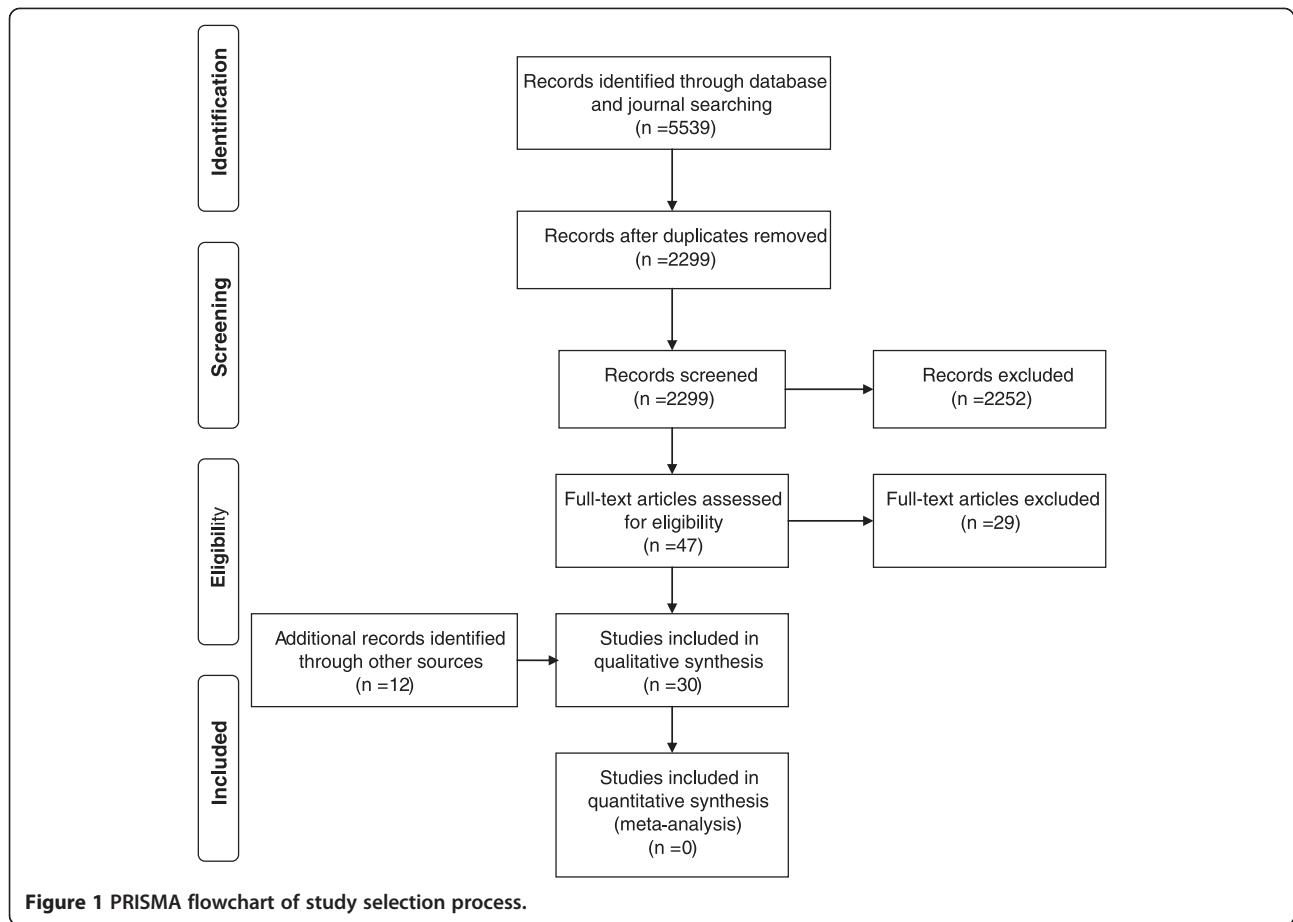 Identification
Records identified through database
and journal searching
(n =5539)
Records after duplicates removed
(n =2299)
Screening
Records screened
(n =2299)
Records excluded
(n =2252)
Eligibility
Full-text articles assessed
for eligibility
(n =47)
Full-text articles excluded
(n =29)
Additional records identified
through other sources
(n =12)
Studies included in
qualitative synthesis
(n =30)
Included
Studies included in
quantitative synthesis
(meta-analysis)
(n =0)
Figure 1 PRISMA flowchart of study selection process.